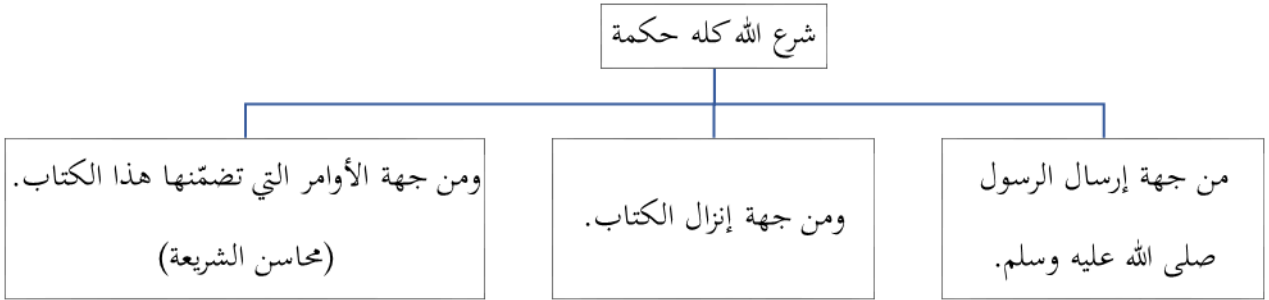 شرع الله كله حكمة
من جهة إرسال الرسول
صلى الله عليه وسلم.
ومن جهة إنزال الكتاب.
ومن جهة الأوامر التي تضمّنها هذا الكتاب.
(محاسن الشريعة)